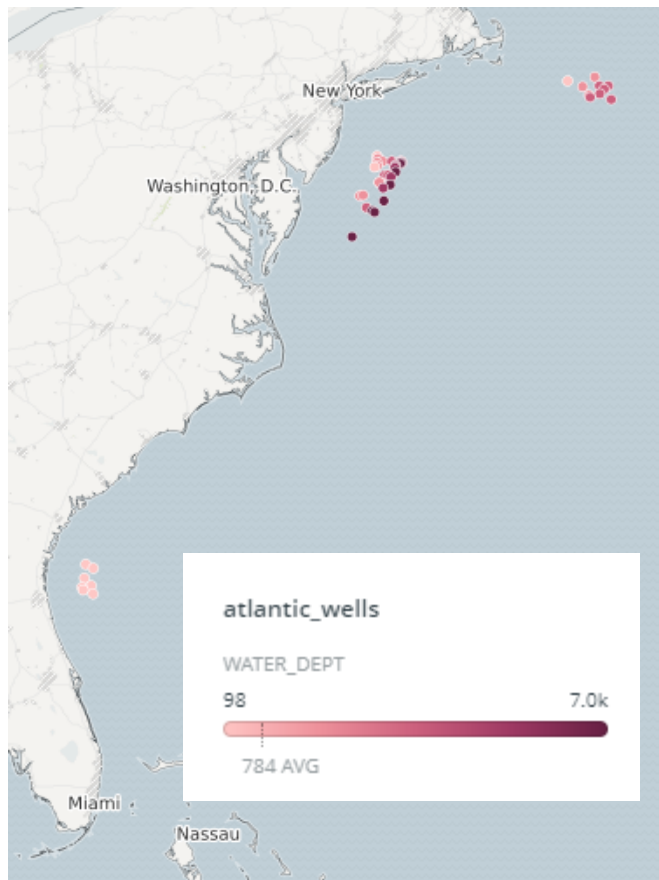 New York
Washington, D.C.
atlantic_wells
WATER_DEPT
98 7.0k
784 AVG
Miami
Nassau